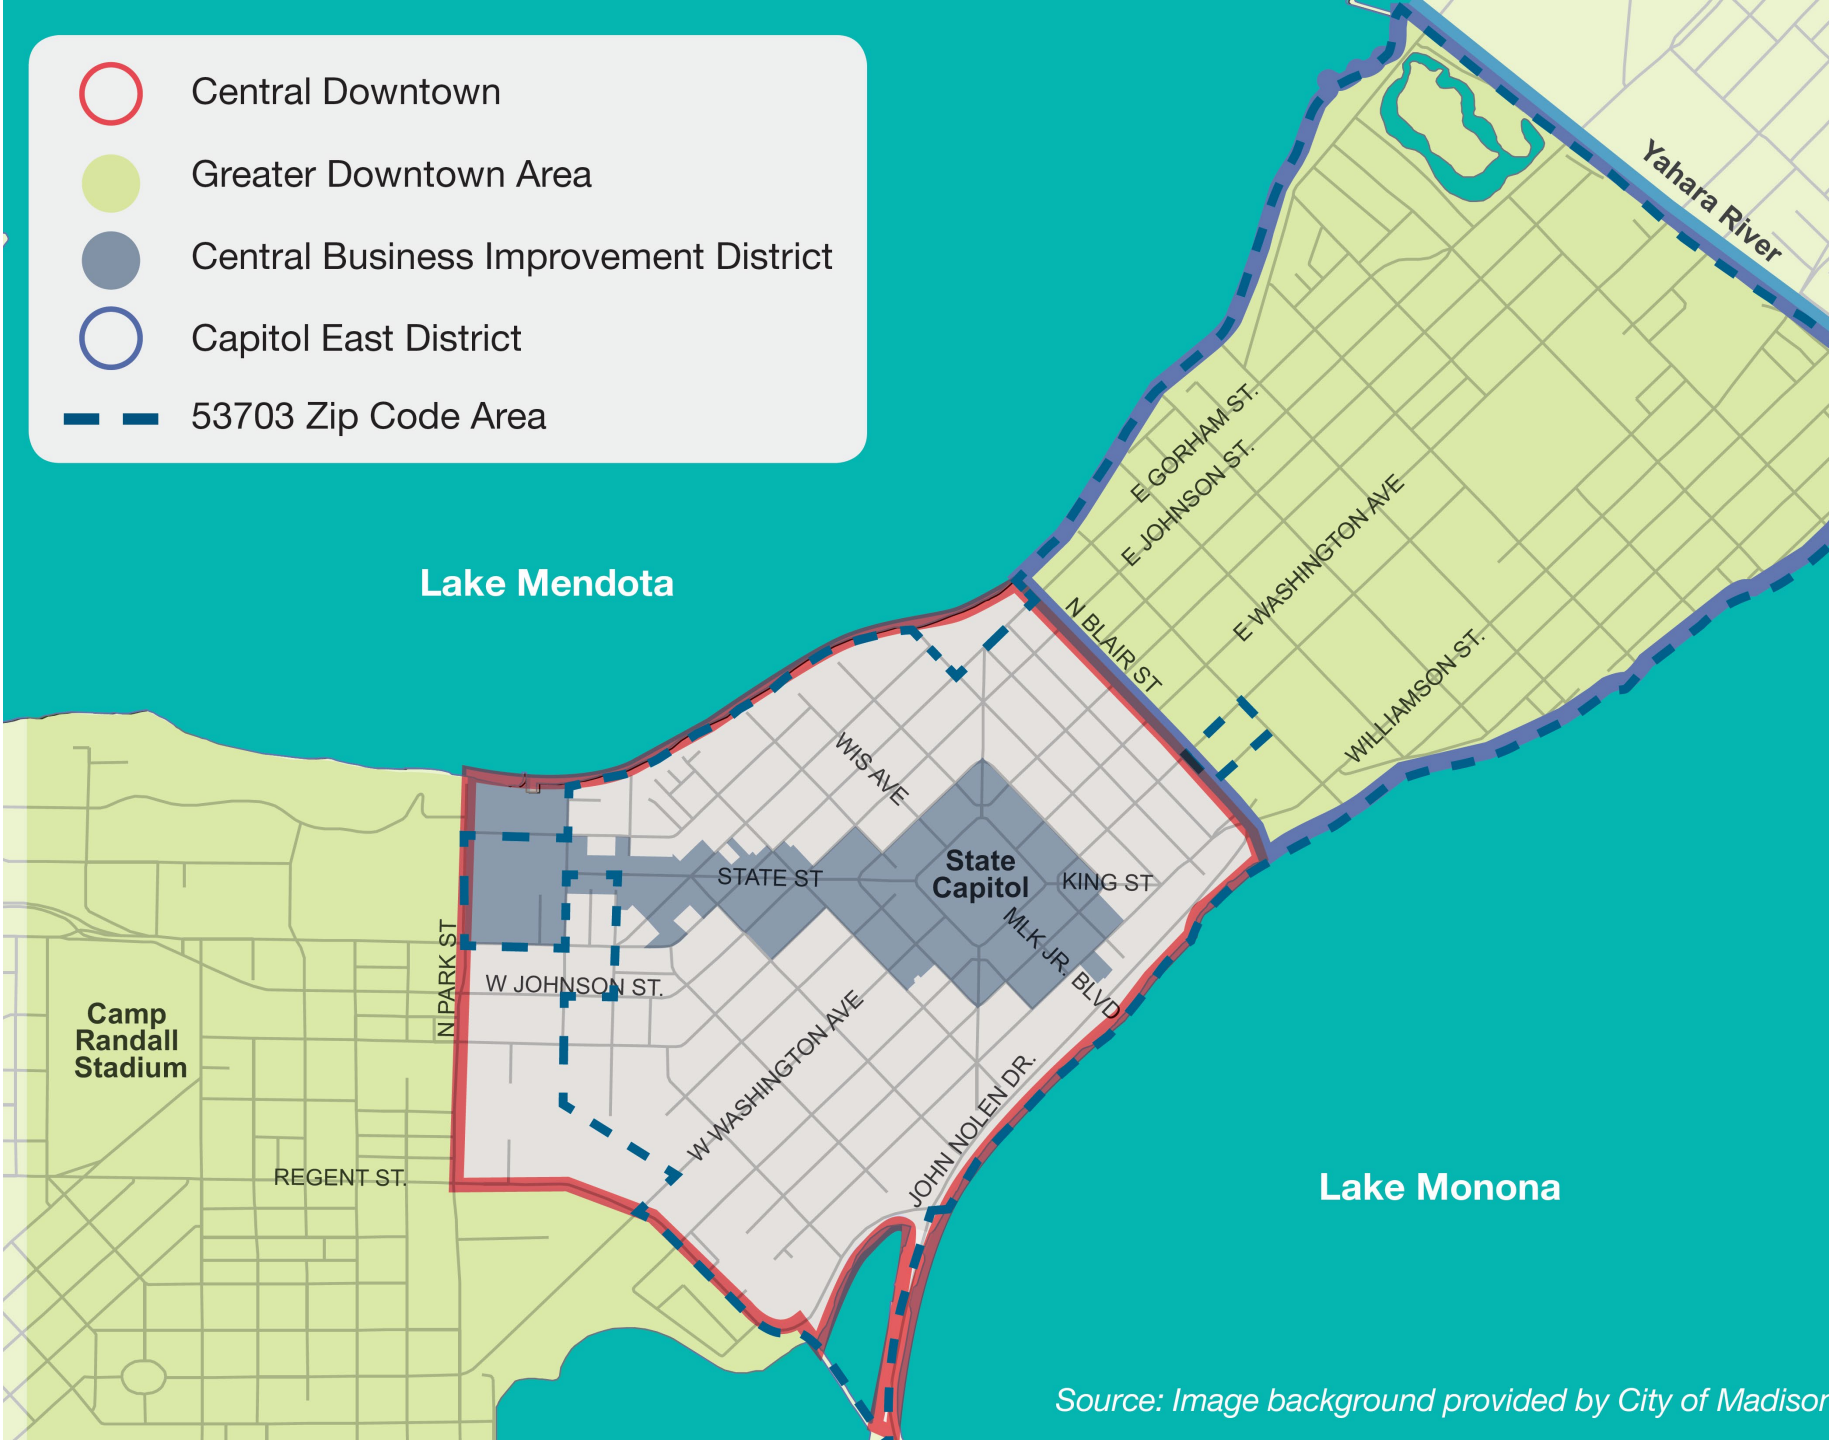 Central Downtown
Greater Downtown Area
Central Business Improvement District
Capitol East District
53703 Zip Code Area
Yahara River
E GORHAM ST.
E JOHNSON ST.
E WASHINGTON AVE
Lake Mendota
N BLAIR ST
WILLIAMSON ST.
WIS AVE
State
Capitol
STATE ST
KING ST
MLK JR. BLVD
N PARK ST
W JOHNSON ST.
Camp
Randall
Stadium
W WASHINGTON AVE
JOHN NOLEN DR.
REGENT ST.
Lake Monona
Source: Image background provided by City of Madison